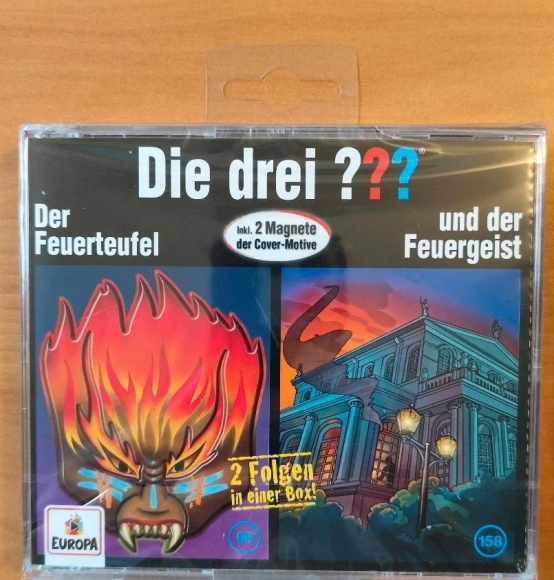 Die drei ???®
Der
Feuerteufel
Inkl. 2 Magnete
der Cover-Motive
und der
Feuergeist
2 Folgen
in einer Box!
EUROPA
158